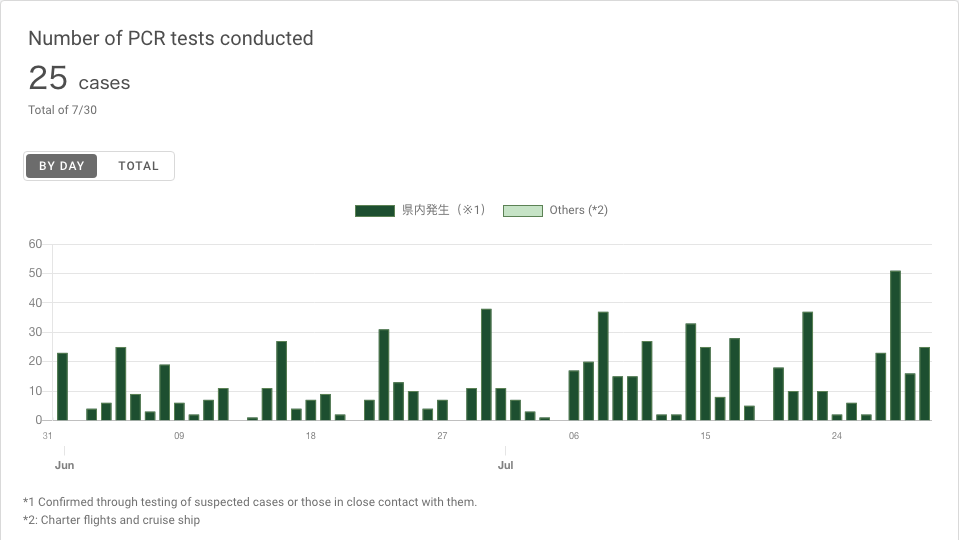 Number of PCR tests conducted
25 cases
Total of 7/30
BY DAY TOTAL
県内発生（※1） Others (*2)
60
50
40
30
20
10
0
31 09 18 27 06 15 24
Jun Jul
*1 Confirmed through testing of suspected cases or those in close contact with them.
*2: Charter flights and cruise ship